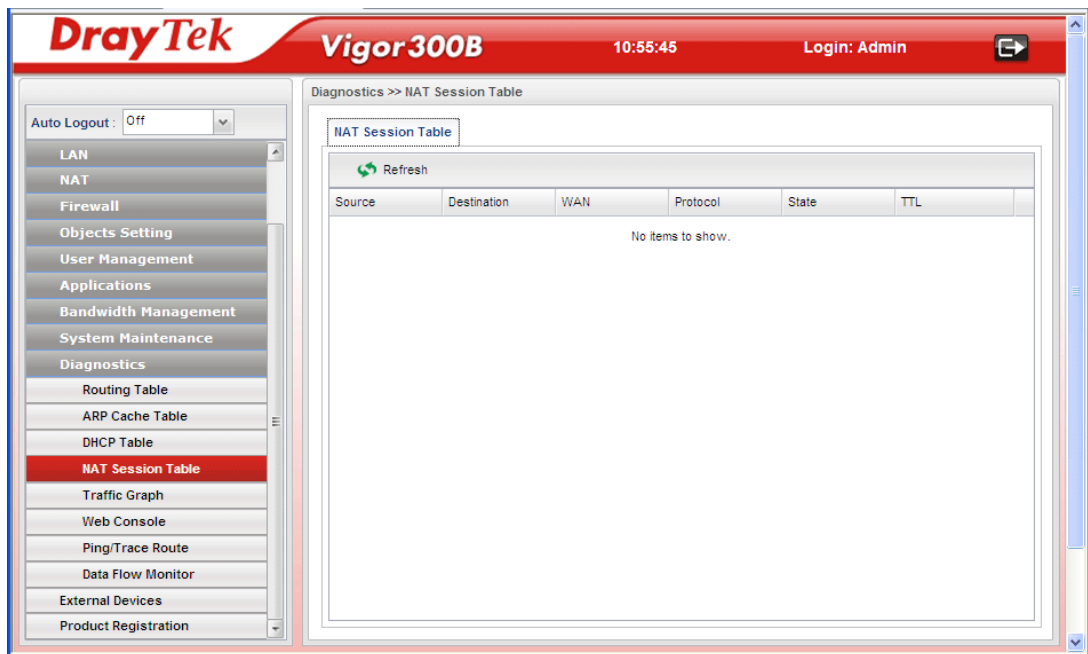 DrayTek
Vigor300B 10:55:45 Login: Admin
Diagnostics >> NAT Session Table
Auto Logout : Off
LAN
NAT
Firewall
Objects Setting
User Management
Applications
Bandwidth Management
System Maintenance
Diagnostics
Routing Table
ARP Cache Table
DHCP Table
NAT Session Table
Traffic Graph
Web Console
Ping/Trace Route
Data Flow Monitor
External Devices
Product Registration
NAT Session Table
Refresh
Source Destination WAN Protocol State TTL
No items to show.